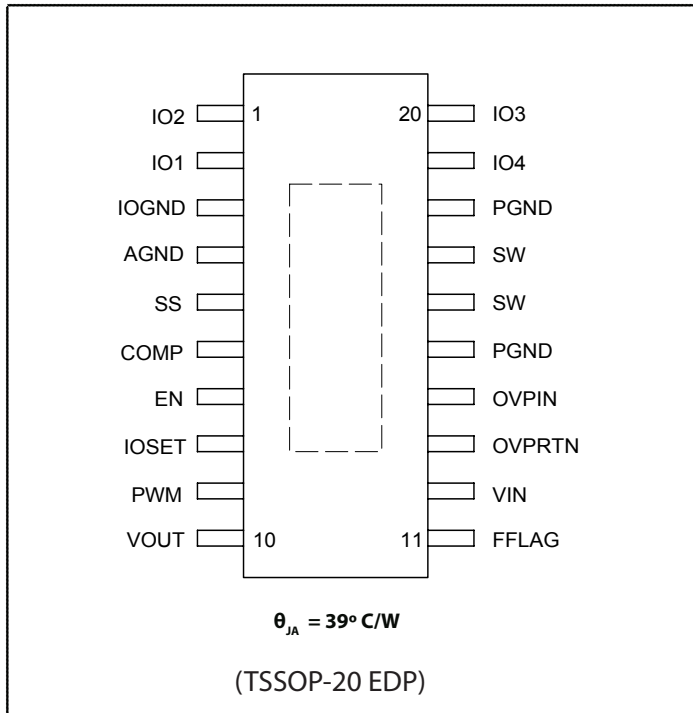 IO2 1 20 IO3
IO1 IO4
IOGND PGND
AGND SW
SS SW
COMP PGND
EN OVPIN
IOSET OVPRTN
PWM VIN
VOUT 10 11 FFLAG
θJA = 39º C/W
(TSSOP-20 EDP)